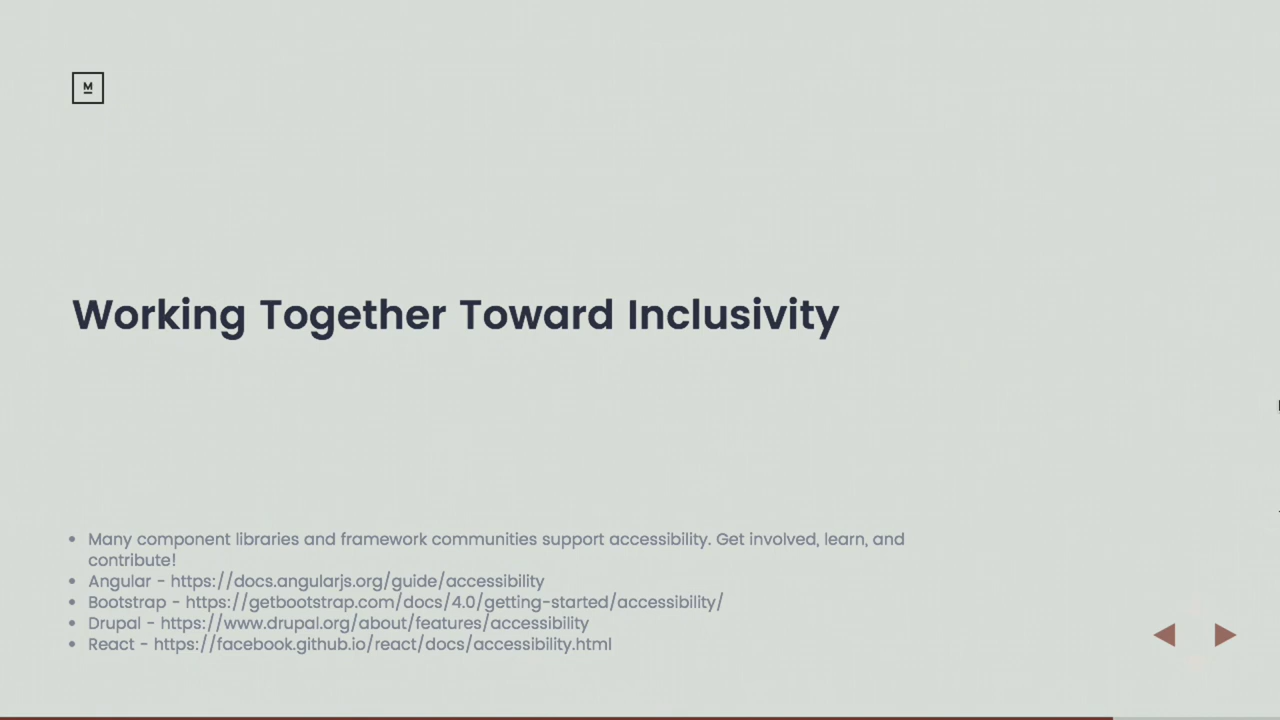 M
Working Together Toward Inclusivity
• Many component libraries and framework communities support accessibility. Get involved, learn, and
contribute!
• Angular - https://docs.angularjs.org/guide/accessibility
• Bootstrap - https://getbootstrap.com/docs/4.0/getting-started/accessibility/
• Drupal - https://www.drupal.org/about/features/accessibility
• React - https://facebook.github.io/react/docs/accessibility.html